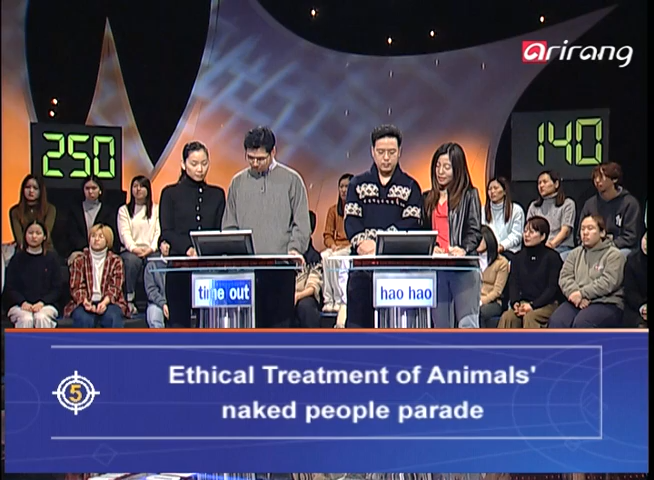 arirang
250
140
time out
hao hao
5
Ethical Treatment of Animals'
naked people parade